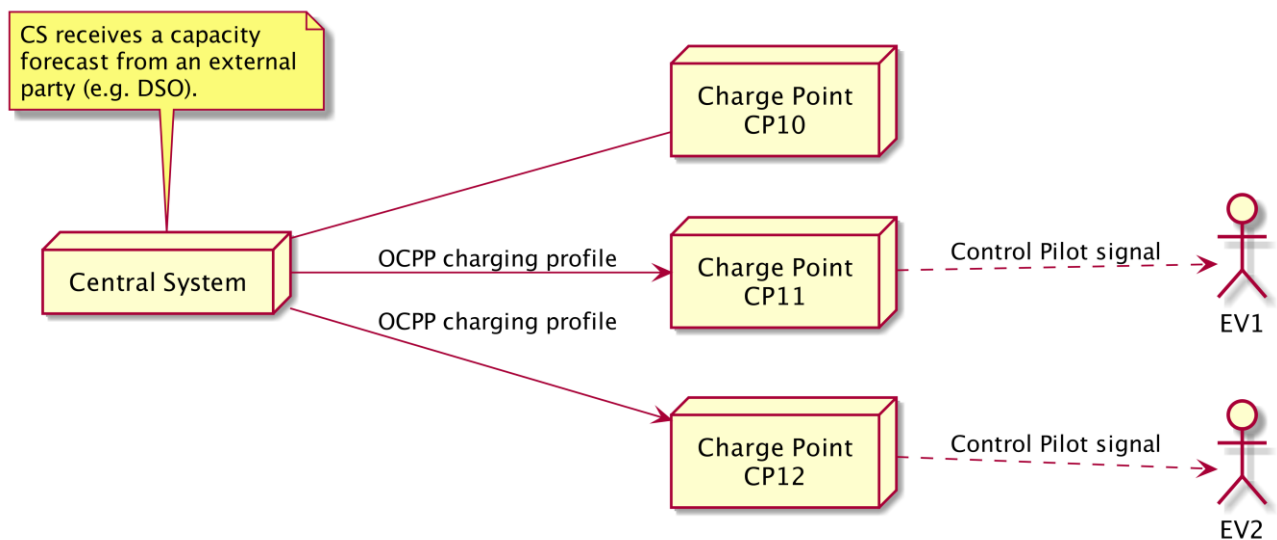 CS receives a capacity
forecast from an external
party (e.g. DSO).
Charge Point
CP10
Central System
OCPP charging profile
Charge Point
CP11
Control Pilot signal
EV1
OCPP charging profile
Charge Point
CP12
Control Pilot signal
EV2